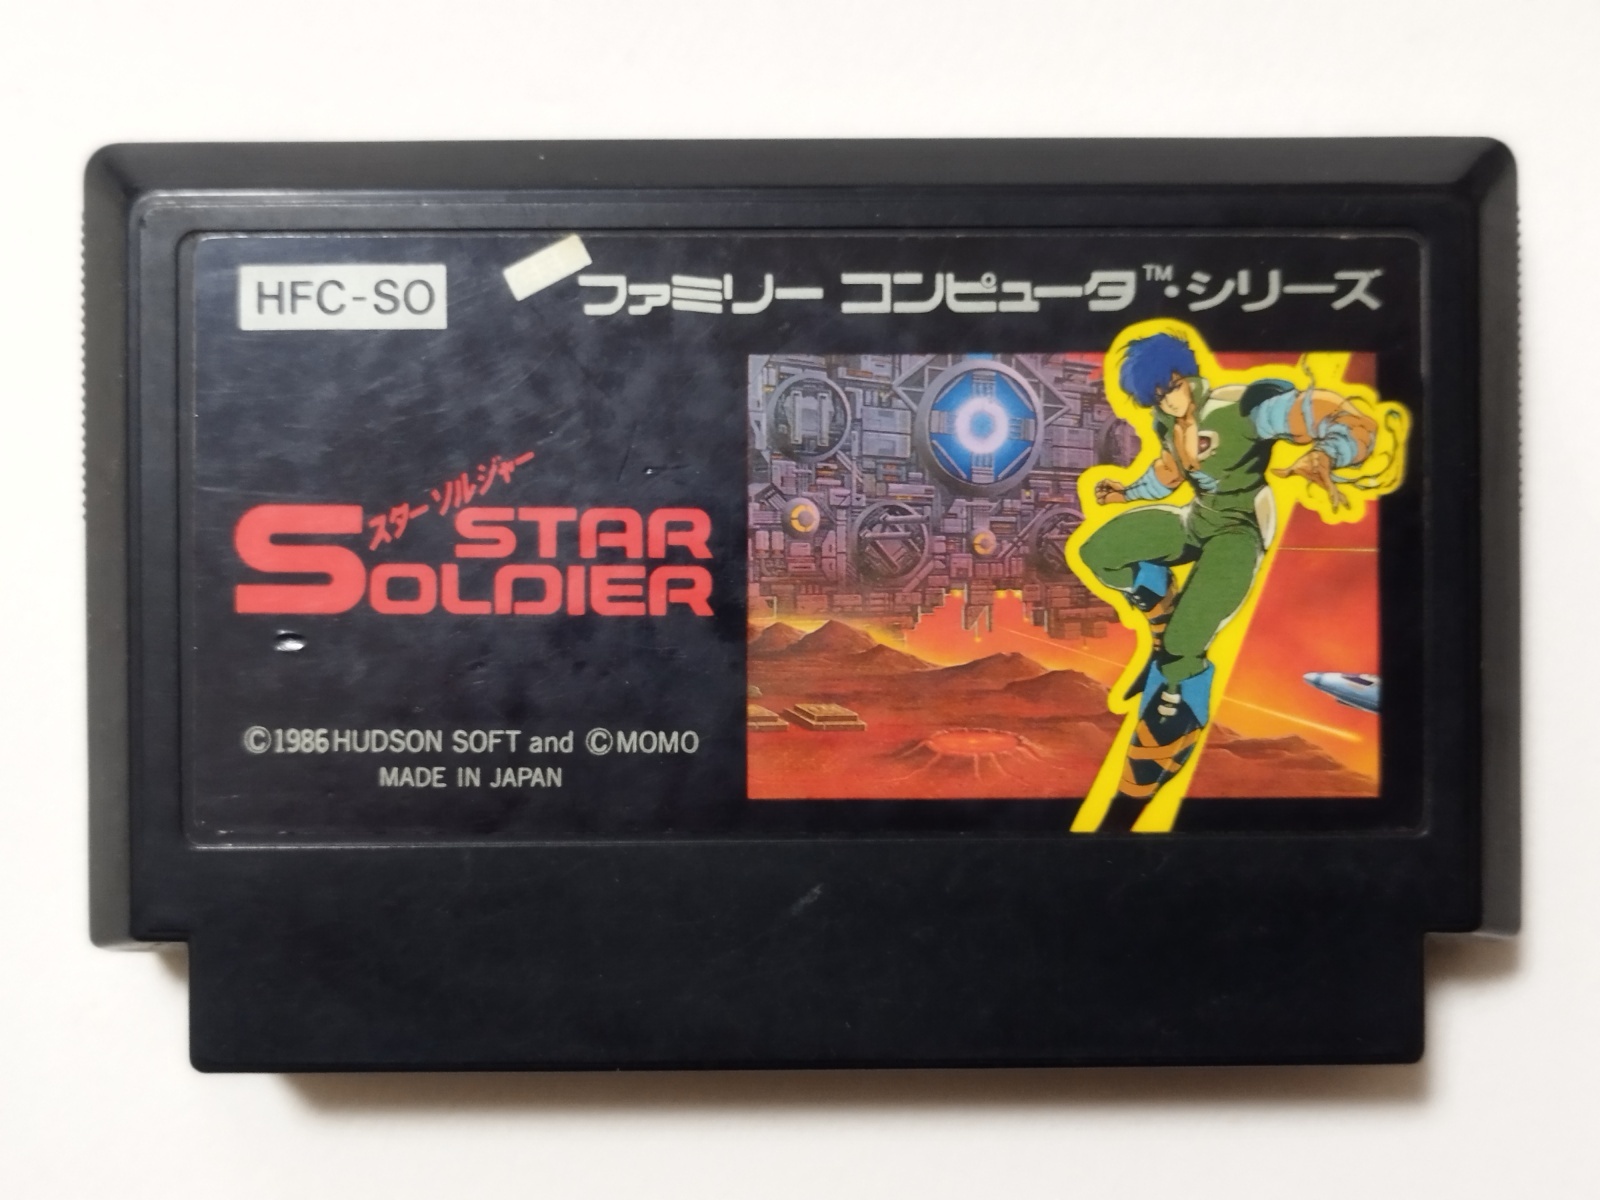 HFC-SO
ファミリー コンピュータ™・シリーズ
スター ソルジャー
STAR
SOLDIER
©1986 HUDSON SOFT and ©MOMO
MADE IN JAPAN